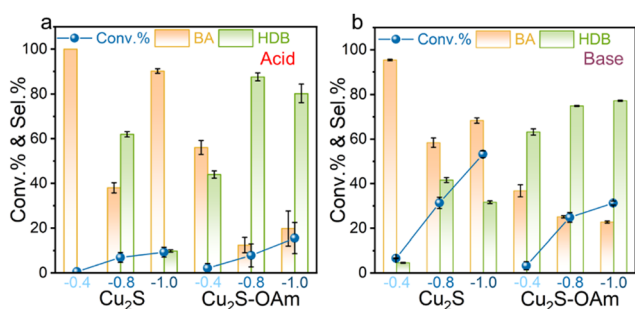 a
Conv.% BA HDB
Acid
Conv.% & Sel.%
100
80
60
40
20
0
-0.4 -0.8 -1.0 -0.4 -0.8 -1.0
Cu₂S Cu₂S-OAm
b
Conv.% BA HDB
Base
Conv.% & Sel.%
100
80
60
40
20
0
-0.4 -0.8 -1.0 -0.4 -0.8 -1.0
Cu₂S Cu₂S-OAm